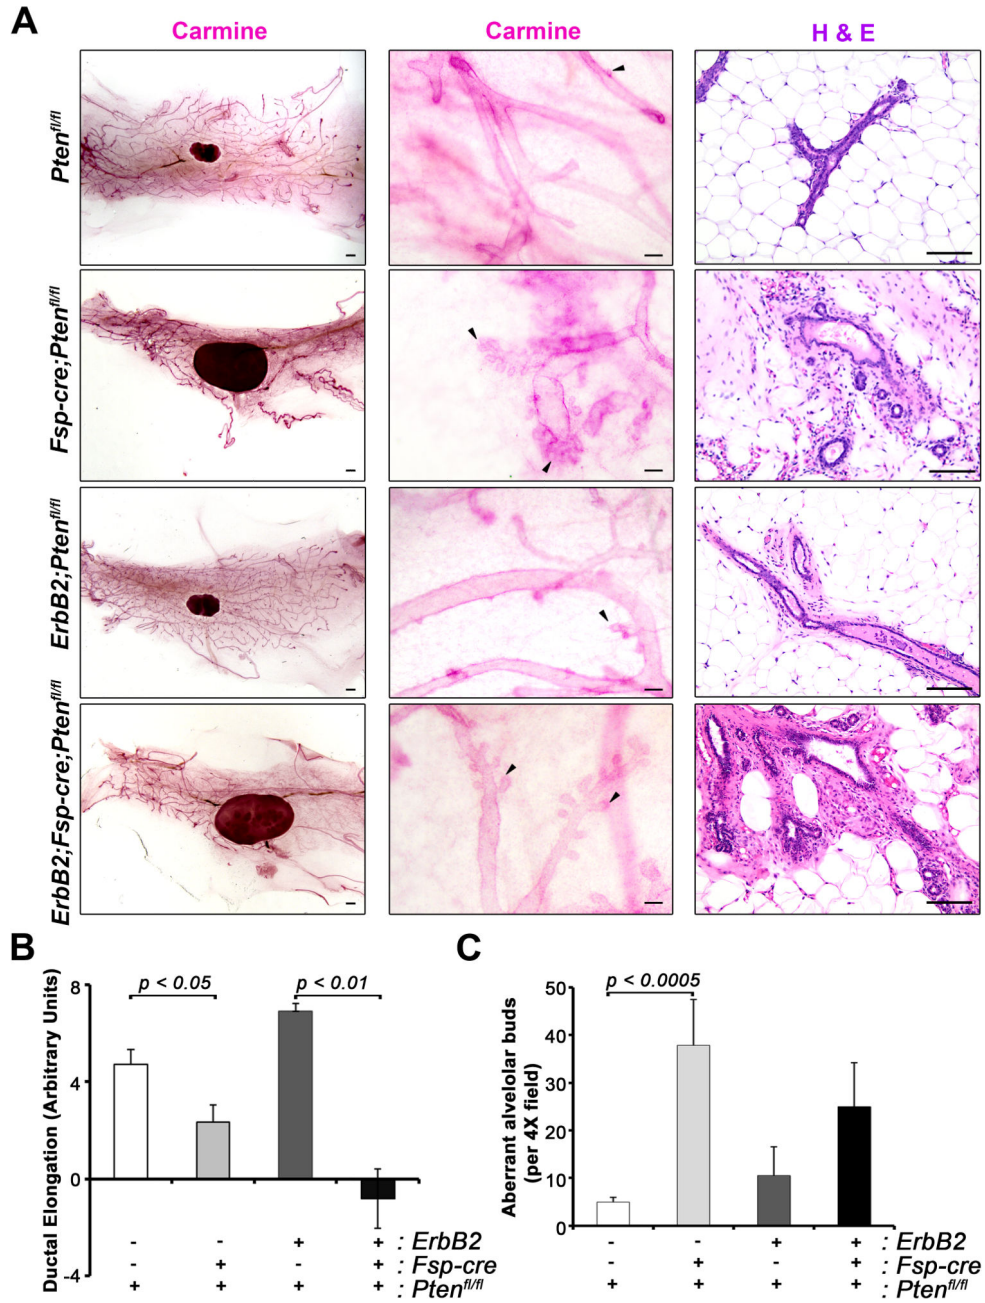 A
Carmine
Carmine
H & E
Pten^fl/fl
Fsp-cre;Pten^fl/fl
ErbB2;Pten^fl/fl
ErbB2;Fsp-cre;Pten^fl/fl
B
Ductal Elongation (Arbitrary Units)
8
4
0
-4
p < 0.05
p < 0.01
- - + + : ErbB2
- + - + : Fsp-cre
+ + + + : Pten^fl/fl
C
Aberrant alvelolar buds
(per 4X field)
50
40
30
20
10
0
p < 0.0005
- - + + : ErbB2
- + - + : Fsp-cre
+ + + + : Pten^fl/fl